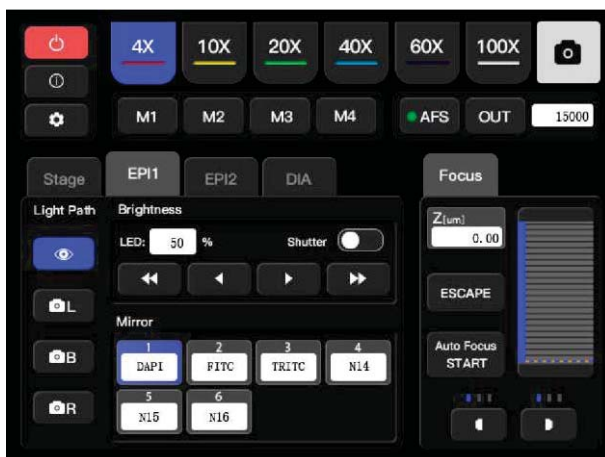 4X 10X 20X 40X 60X 100X
M1 M2 M3 M4 AFS OUT 15000
Stage EPI1 EPI2 DIA Focus
Light Path Brightness
Z[um]
0.00
LED: 50 % Shutter
ESCAPE
L
Mirror
1 2 3 4
DAPI FITC TRITC N14
B
Auto Focus
START
5 6
N15 N16
R